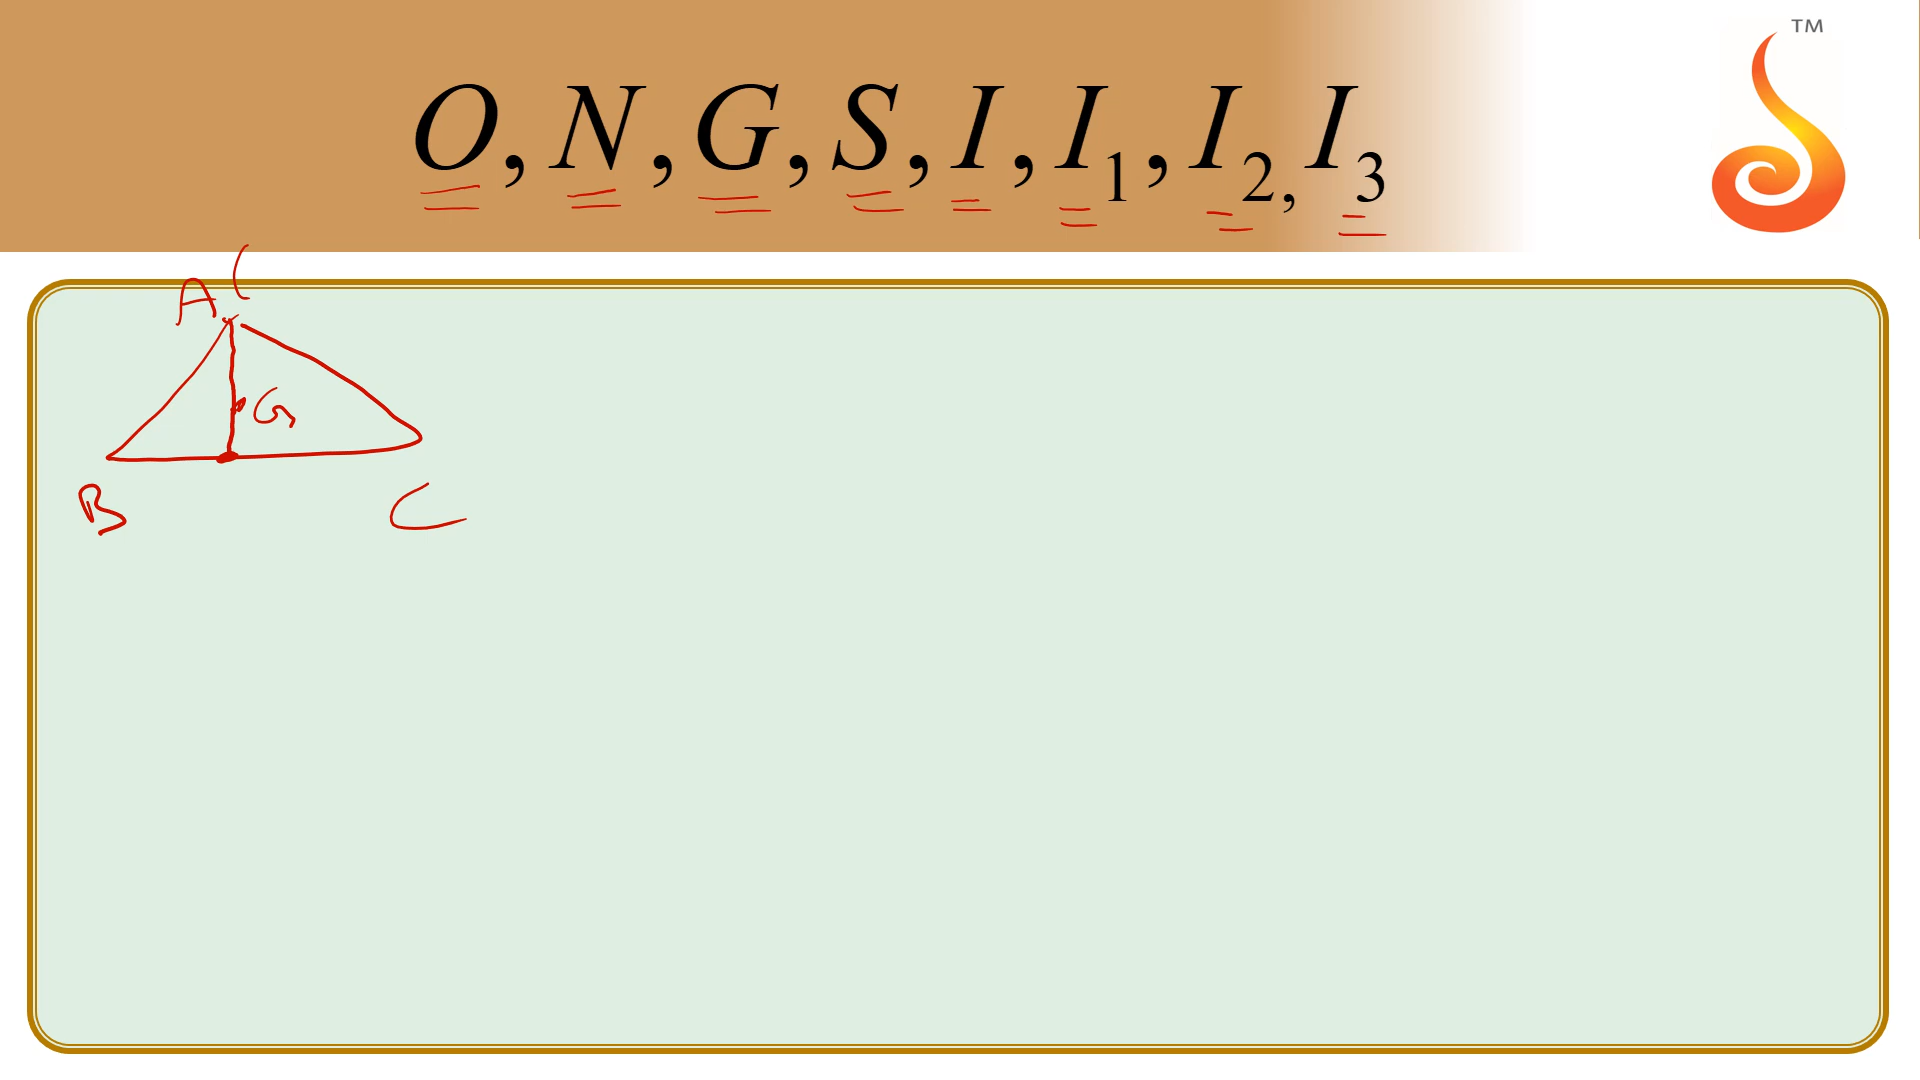 TM
O, N, G, S, I, I₁, I₂, I₃
A (
G
B
C